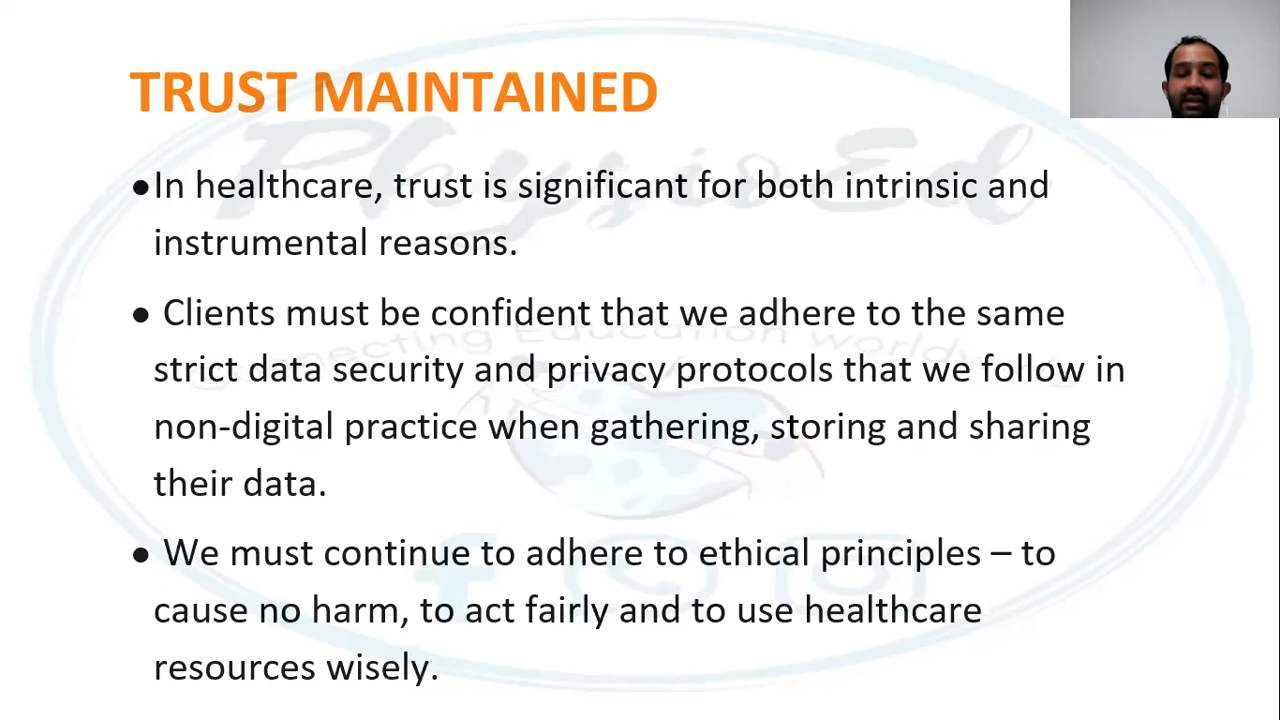 TRUST MAINTAINED
●In healthcare, trust is significant for both intrinsic and
instrumental reasons.
● Clients must be confident that we adhere to the same
strict data security and privacy protocols that we follow in
non-digital practice when gathering, storing and sharing
their data.
● We must continue to adhere to ethical principles – to
cause no harm, to act fairly and to use healthcare
resources wisely.
Physio Ed
Education